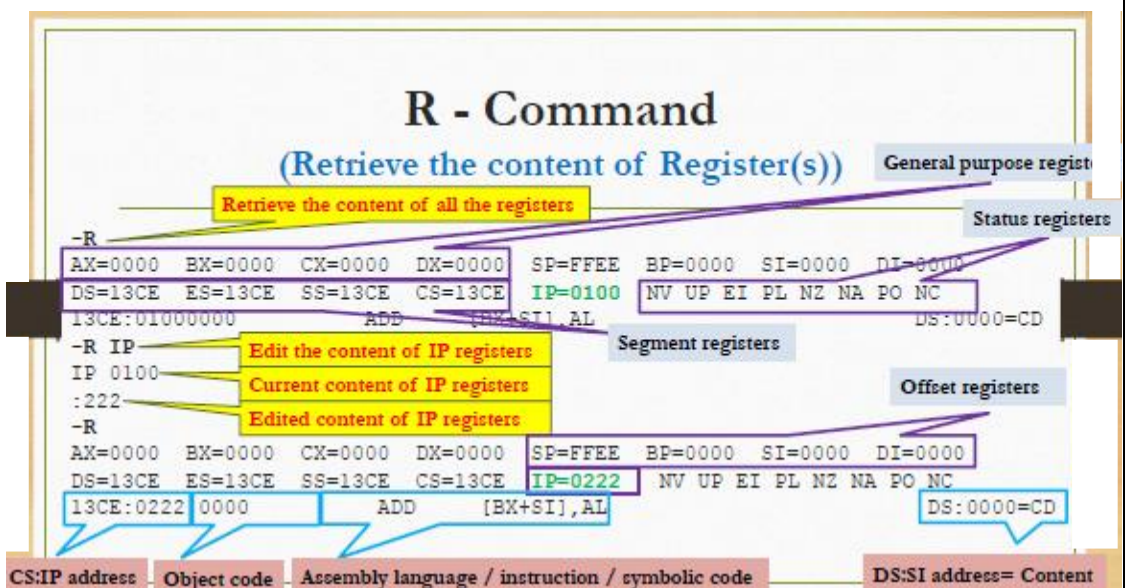 R - Command
(Retrieve the content of Register(s))
General purpose registe
Retrieve the content of all the registers
Status registers
-R
AX=0000 BX=0000 CX=0000 DX=0000 SP=FFEE BP=0000 SI=0000 DI=0000
DS=13CE ES=13CE SS=13CE CS=13CE IP=0100 NV UP EI PL NZ NA PO NC
13CE:01000000 ADD [BX+SI],AL DS:0000=CD
-R IP
Edit the content of IP registers
Segment registers
IP 0100
Current content of IP registers
Offset registers
:222
Edited content of IP registers
-R
AX=0000 BX=0000 CX=0000 DX=0000 SP=FFEE BP=0000 SI=0000 DI=0000
DS=13CE ES=13CE SS=13CE CS=13CE IP=0222 NV UP EI PL NZ NA PO NC
13CE:0222 0000 ADD [BX+SI],AL DS:0000=CD
CS:IP address Object code Assembly language / instruction / symbolic code DS:SI address= Content